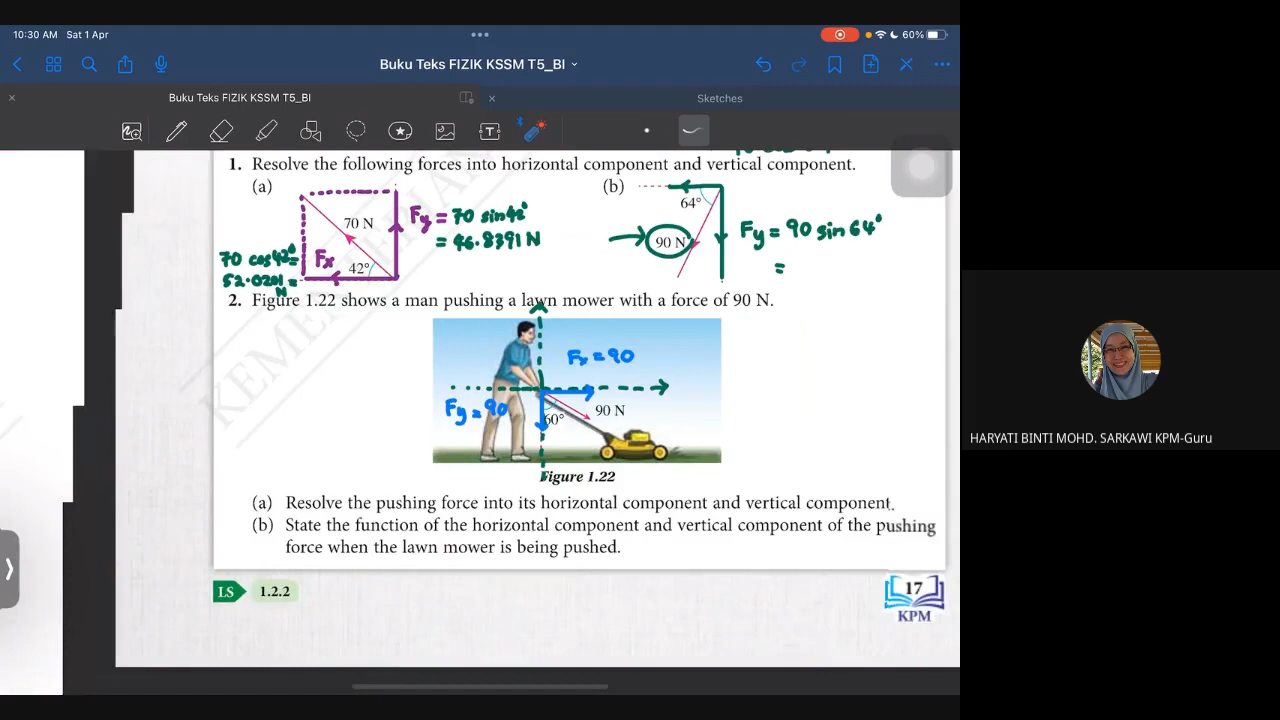 10:30 AM Sat 1 Apr
60%
Buku Teks FIZIK KSSM T5_BI
Buku Teks FIZIK KSSM T5_BI
Sketches
1. Resolve the following forces into horizontal component and vertical component.
(a)
(b)
70 N
42°
Fy = 70 sin 42°
= 46.8391 N
70 cos 42° =
Fx
52.0201 =
N
64°
90 N
Fy = 90 sin 64°
=
2. Figure 1.22 shows a man pushing a lawn mower with a force of 90 N.
Fx = 90
Fy = 90
60°
90 N
Figure 1.22
(a) Resolve the pushing force into its horizontal component and vertical component.
(b) State the function of the horizontal component and vertical component of the pushing
force when the lawn mower is being pushed.
LS 1.2.2
17
KPM
HARYATI BINTI MOHD. SARKAWI KPM-Guru